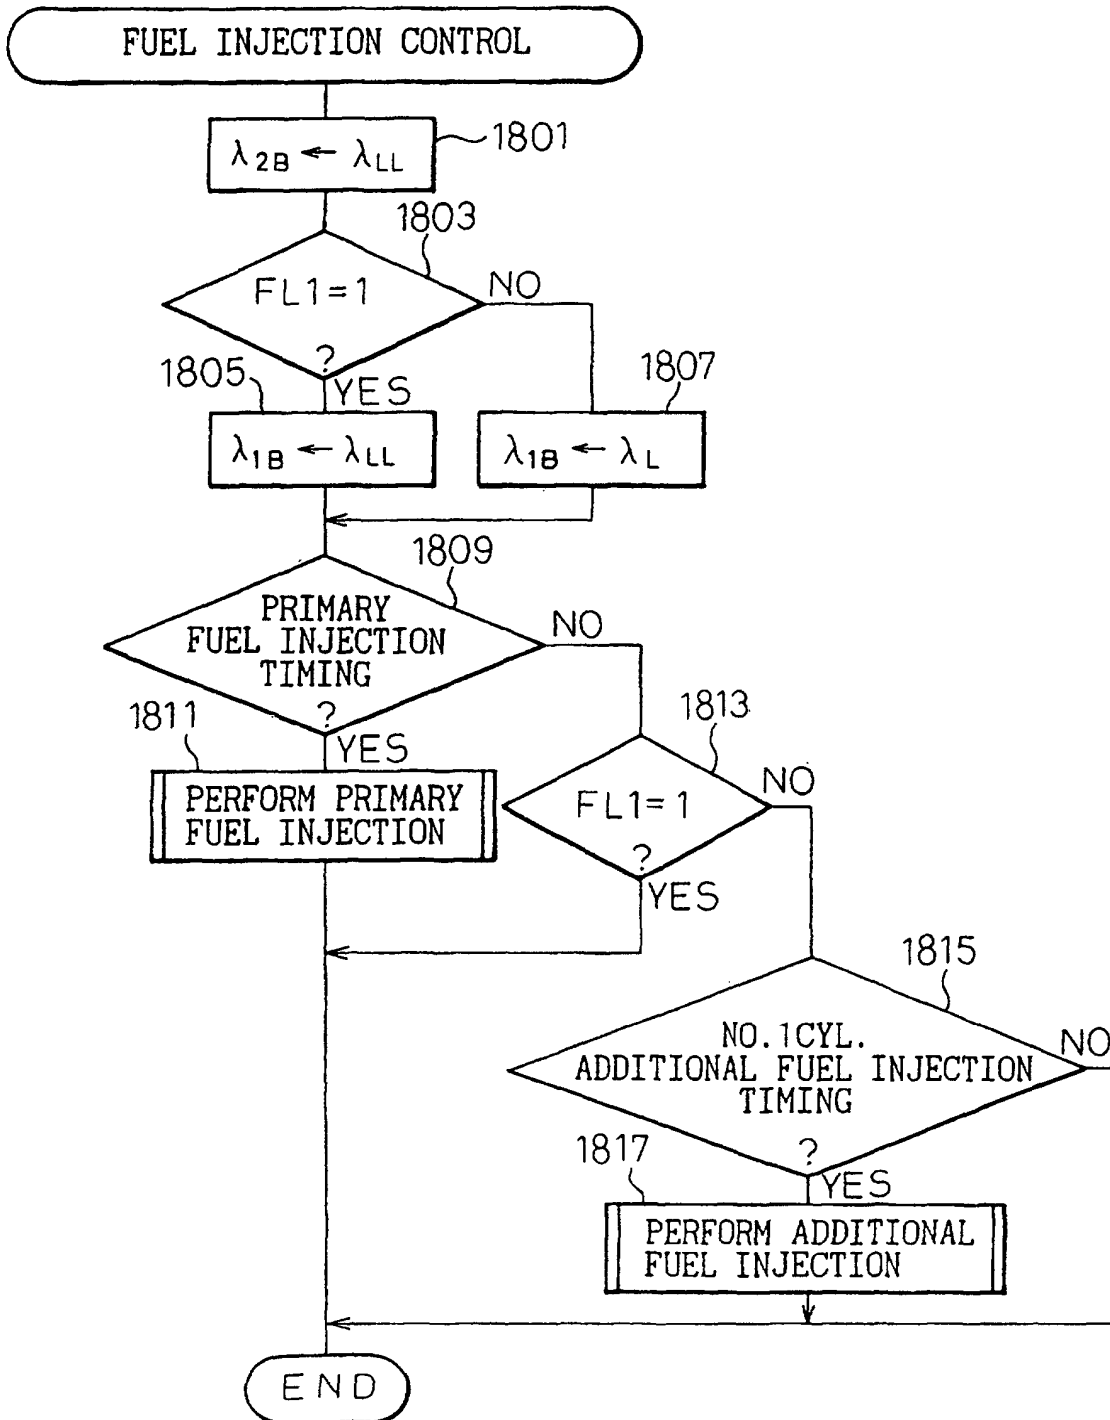 FUEL INJECTION CONTROL
λ2B ← λLL
1801
1803
FL1=1
?
NO
YES
1805
λ1B ← λLL
1807
λ1B ← λL
1809
PRIMARY
FUEL INJECTION
TIMING
?
NO
YES
1811
PERFORM PRIMARY
FUEL INJECTION
1813
FL1=1
?
NO
YES
1815
NO.1CYL.
ADDITIONAL FUEL INJECTION
TIMING
?
NO
YES
1817
PERFORM ADDITIONAL
FUEL INJECTION
END